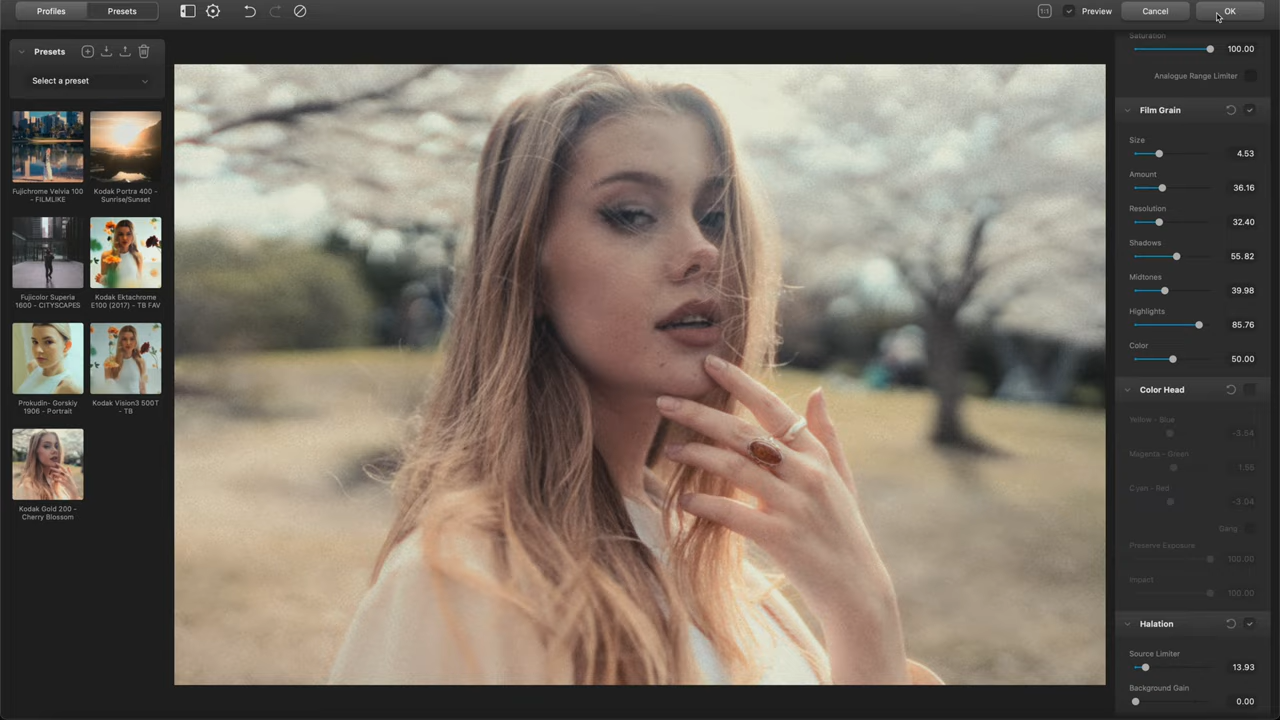 Profiles
Presets
1:1
Preview
Cancel
OK
Presets
Select a preset
Fujichrome Velvia 100
- FILMLIKE
Kodak Portra 400 -
Sunrise/Sunset
Fujicolor Superia
1600 - CITYSCAPES
Kodak Ektachrome
E100 (2017) - TB FAV
Prokudin- Gorskiy
1906 - Portrait
Kodak Vision3 500T
- TB
Kodak Gold 200 -
Cherry Blossom
Saturation
100.00
Analogue Range Limiter
Film Grain
Size
4.53
Amount
36.16
Resolution
32.40
Shadows
55.82
Midtones
39.98
Highlights
85.76
Color
50.00
Color Head
Yellow - Blue
-3.54
Magenta - Green
1.55
Cyan - Red
-3.04
Gang
Preserve Exposure
100.00
Impact
100.00
Halation
Source Limiter
13.93
Background Gain
0.00